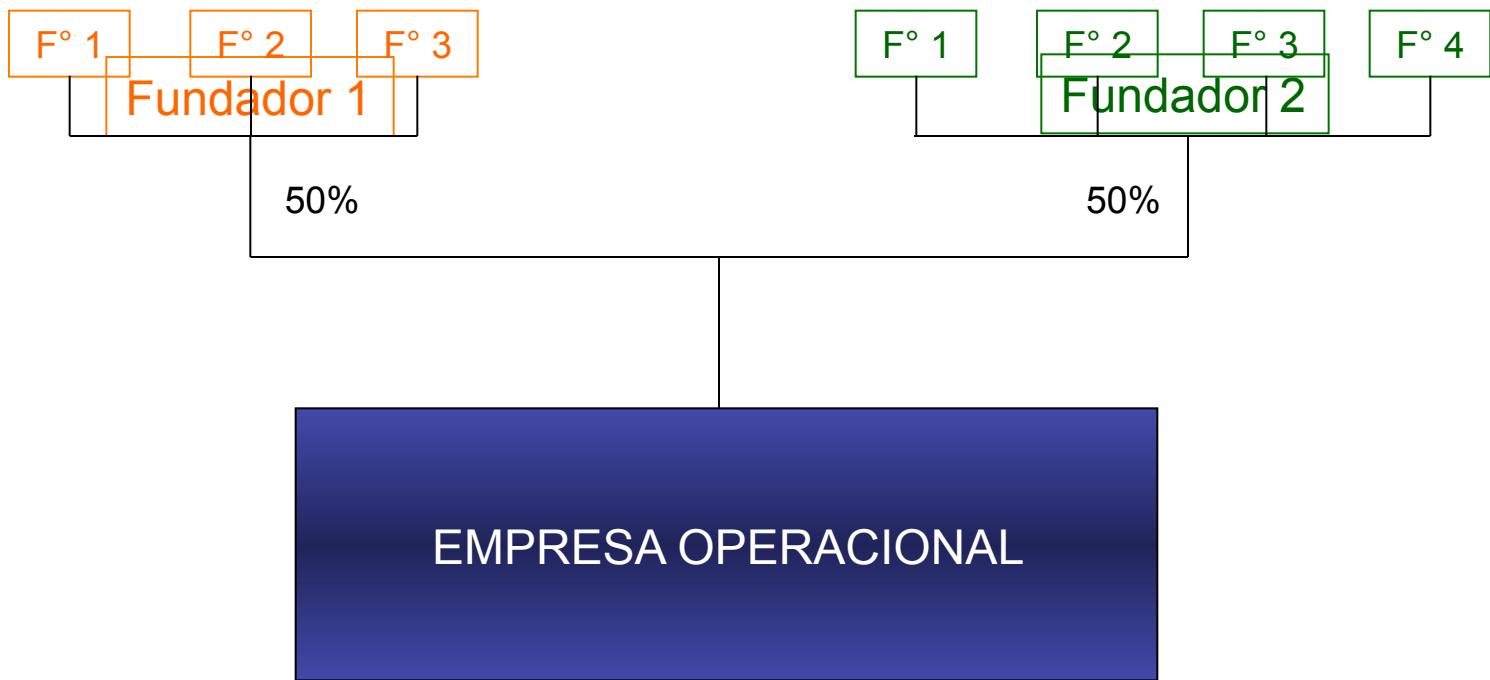 F° 1 F° 2 F° 3 F° 1 F° 2 F° 3 F° 4
Fundador 1 Fundador 2
50% 50%
EMPRESA OPERACIONAL